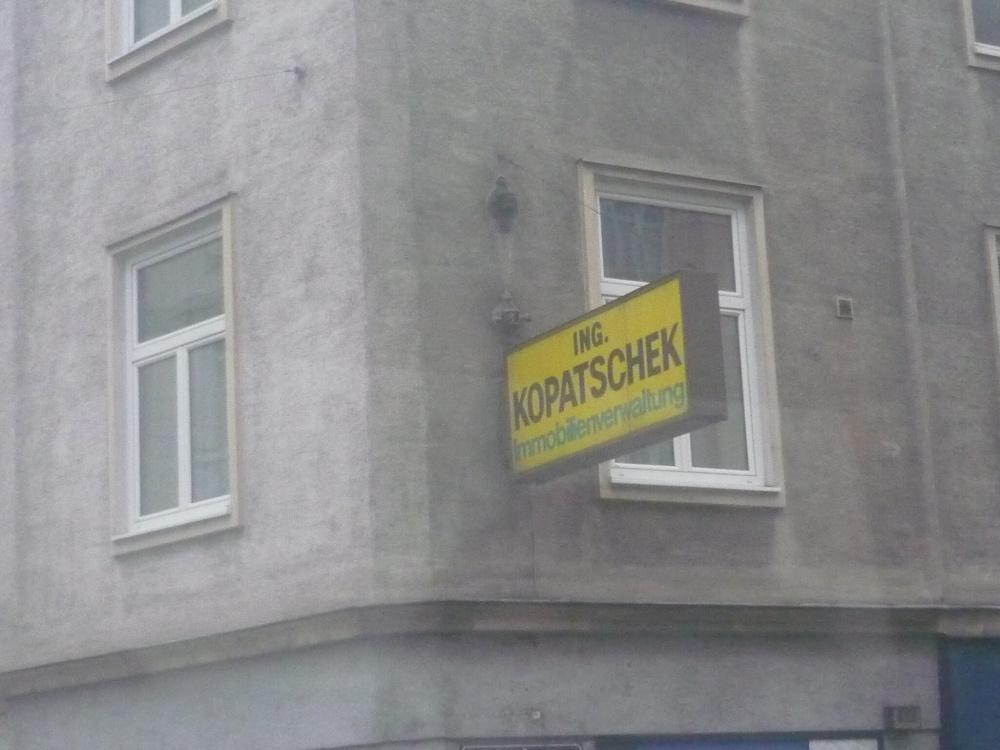 ING.
KOPATSCHEK
Immobilienverwaltung